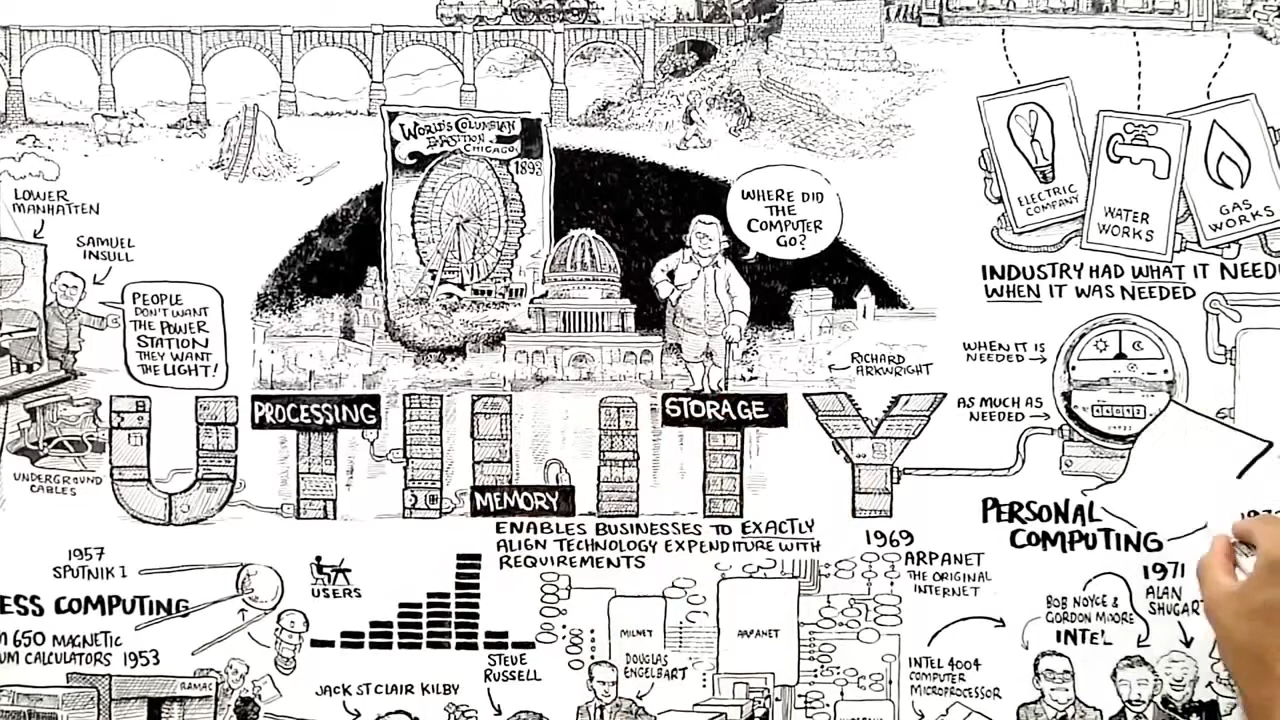 WORLD'S COLUMBIAN
EXPOSITION
CHICAGO
1893
WHERE DID
THE
COMPUTER
GO?
ELECTRIC
COMPANY
WATER
WORKS
GAS
WORKS
INDUSTRY HAD WHAT IT NEED
WHEN IT WAS NEEDED
LOWER
MANHATTEN
SAMUEL
INSULL
PEOPLE
DON'T WANT
THE POWER
STATION
THEY WANT
THE LIGHT!
RICHARD
ARKWRIGHT
WHEN IT IS
NEEDED
AS MUCH AS
NEEDED
UTILITY
PROCESSING
STORAGE
MEMORY
UNDERGROUND
CABLES
ENABLES BUSINESSES TO EXACTLY
ALIGN TECHNOLOGY EXPENDITURE WITH
REQUIREMENTS
PERSONAL
COMPUTING
1957
SPUTNIK I
ESS COMPUTING
650 MAGNETIC
UM CALCULATORS 1953
RAMAC
USERS
JACK ST CLAIR KILBY
STEVE
RUSSELL
DOUGLAS
ENGELBART
MILNET
ARPANET
1969
ARPANET
THE ORIGINAL
INTERNET
INTEL 4004
COMPUTER
MICROPROCESSOR
BOB NOYCE &
GORDON MOORE
INTEL
1971
ALAN
SHUGART